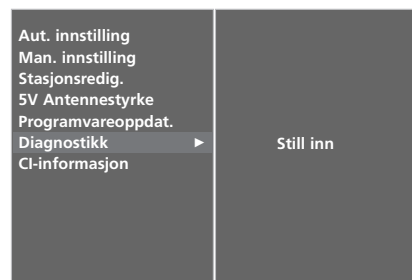 Aut. innstilling
Man. innstilling
Stasjonsredig.
5V Antennestyrke
Programvareoppdat.
Diagnostikk ►
Still inn
CI-informasjon